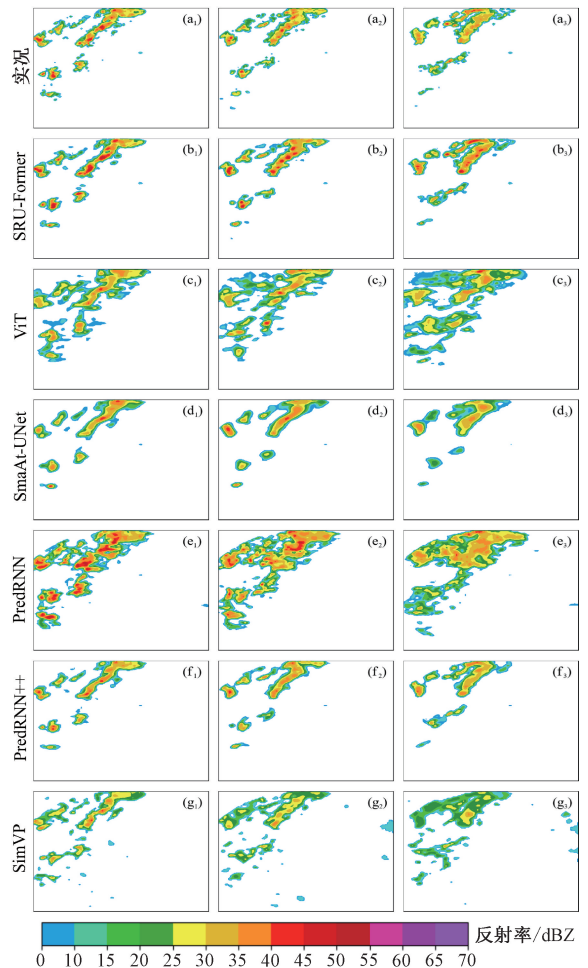 实况 (a₁) (a₂) (a₃)
SRU-Former (b₁) (b₂) (b₃)
ViT (c₁) (c₂) (c₃)
SmaAt-UNet (d₁) (d₂) (d₃)
PredRNN (e₁) (e₂) (e₃)
PredRNN++ (f₁) (f₂) (f₃)
SimVP (g₁) (g₂) (g₃)
反射率/dBZ
0 10 15 20 25 30 35 40 45 50 55 60 65 70